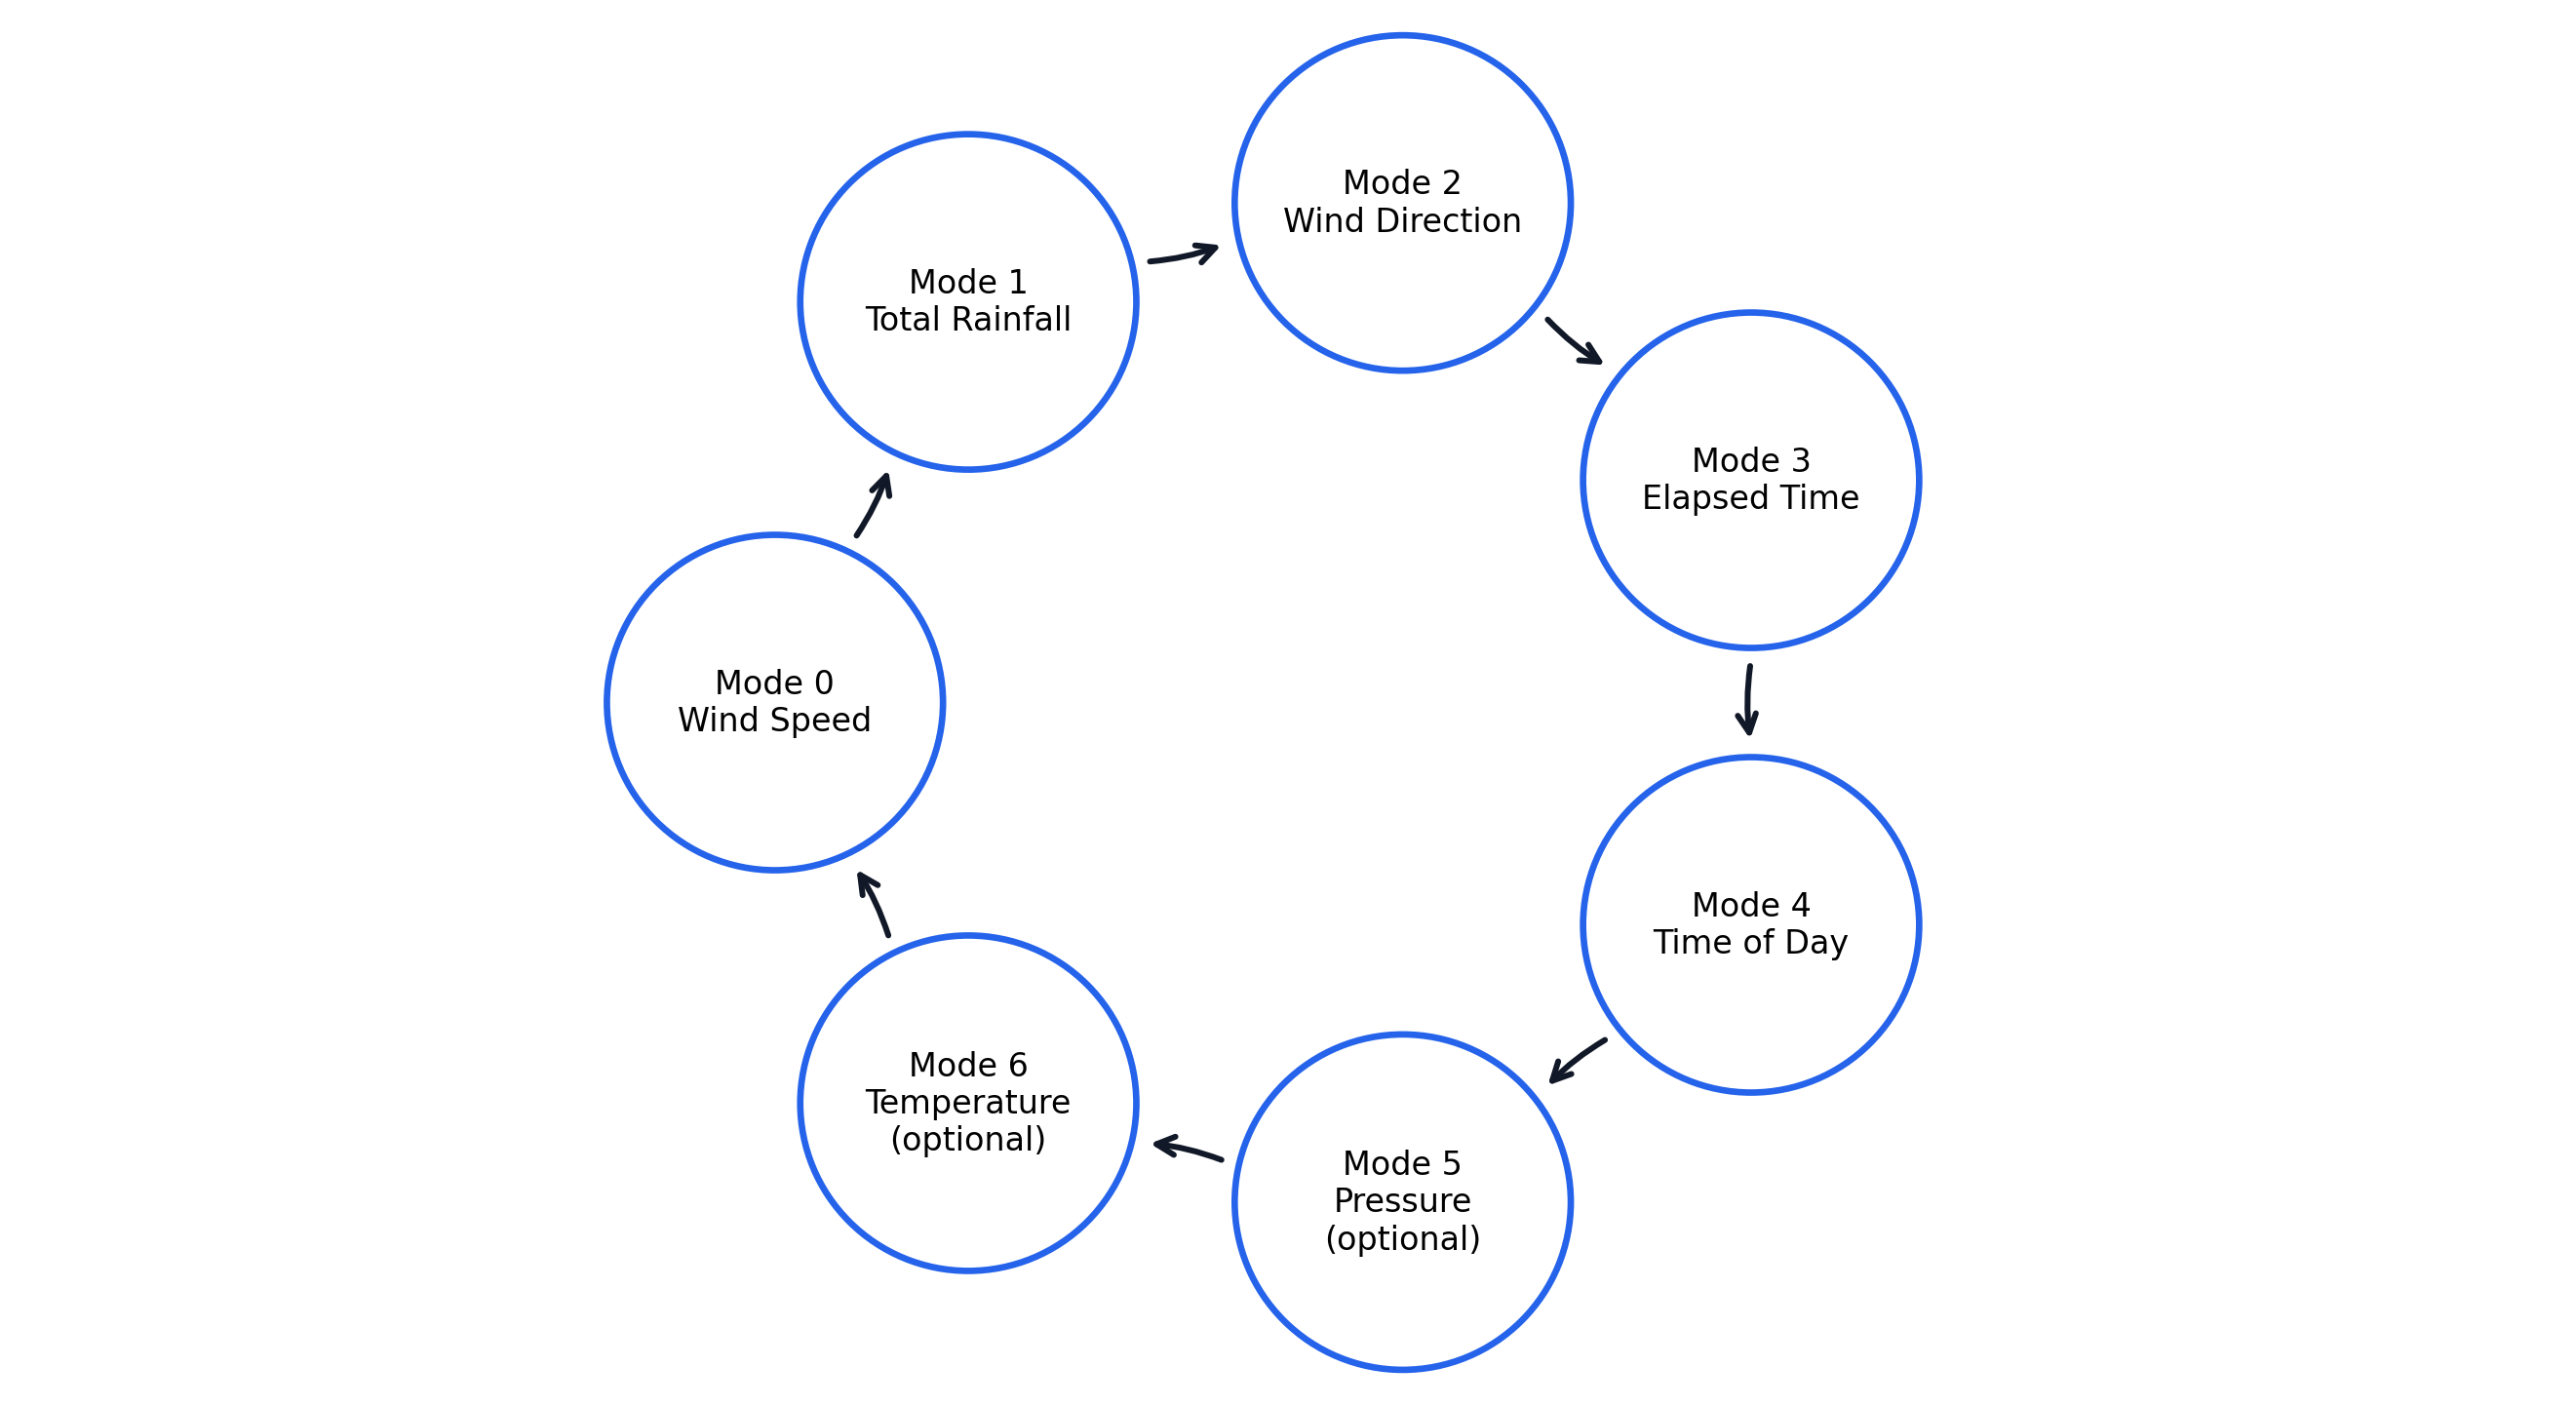 Mode 2
Wind Direction
Mode 1
Total Rainfall
Mode 3
Elapsed Time
Mode 0
Wind Speed
Mode 4
Time of Day
Mode 6
Temperature
(optional)
Mode 5
Pressure
(optional)